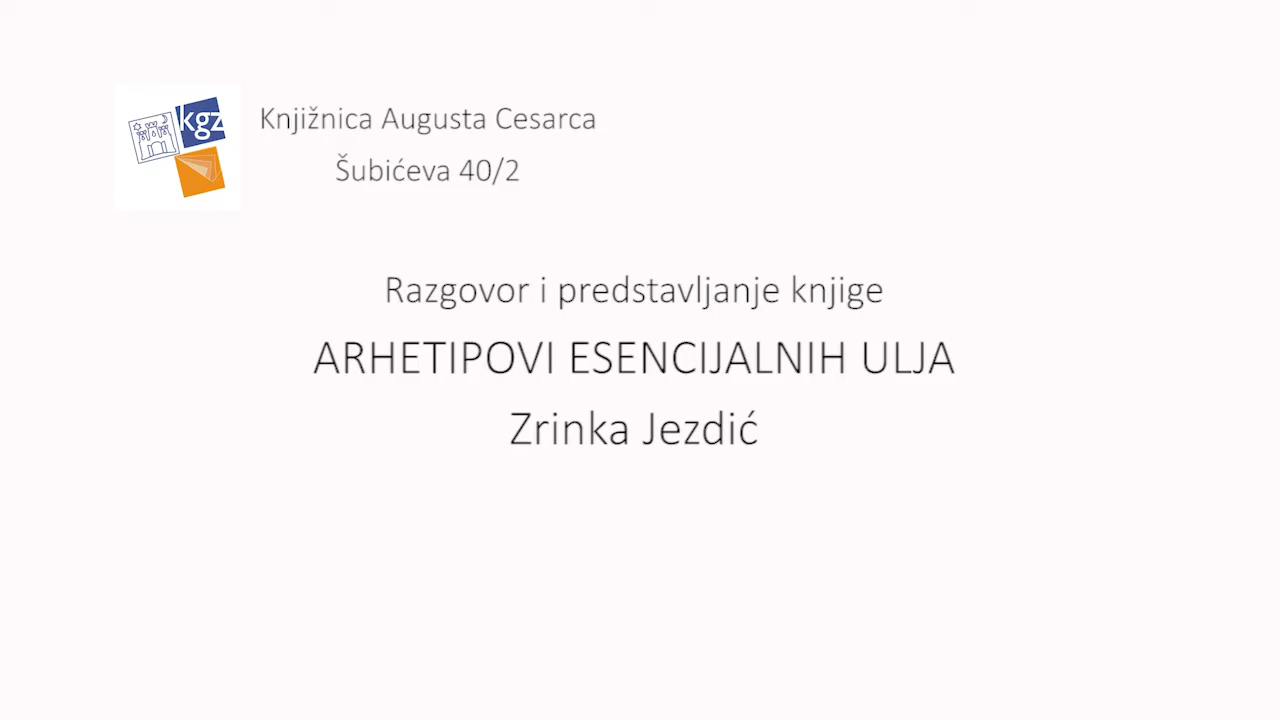 kgz
Knjižnica Augusta Cesarca
Šubićeva 40/2
Razgovor i predstavljanje knjige
ARHETIPOVI ESENCIJALNIH ULJA
Zrinka Jezdić